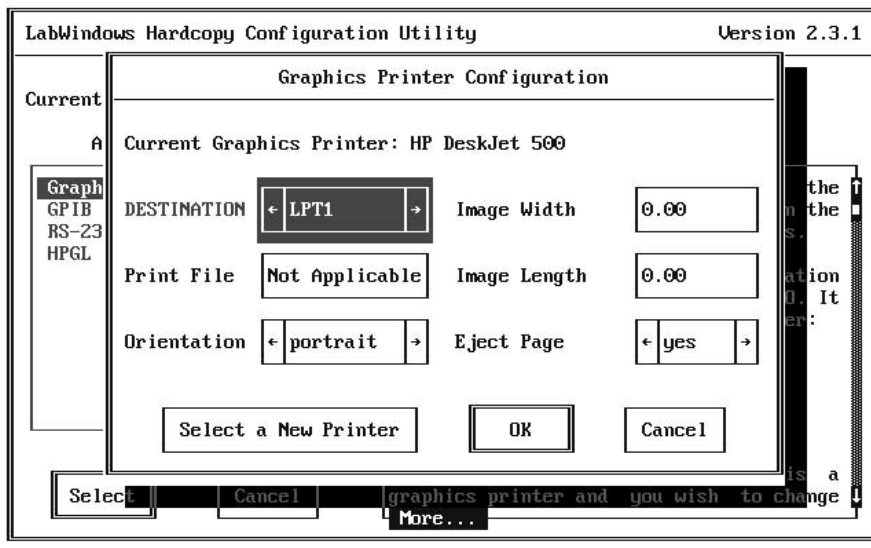 LabWindows Hardcopy Configuration Utility Version 2.3.1
Graphics Printer Configuration
Current
A
Current Graphics Printer: HP DeskJet 500
Graph
GPIB
RS-23
HPGL
DESTINATION ← LPT1 → Image Width 0.00
Print File Not Applicable Image Length 0.00
Orientation ← portrait → Eject Page ← yes →
Select a New Printer OK Cancel
the
the
s.
ation
O. It
er:
is a
Select Cancel graphics printer and you wish to change
More...